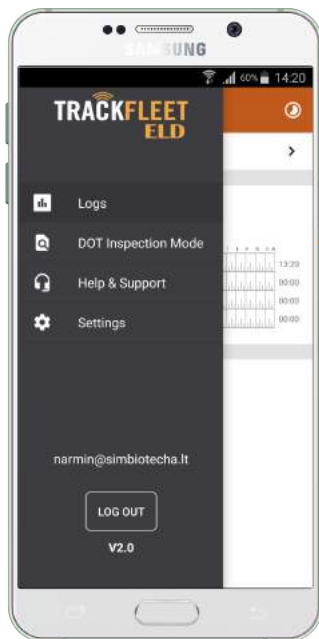 SAMSUNG
60% 14:20
TRACKFLEET
ELD
Logs
DOT Inspection Mode
Help & Support
Settings
13:20
00:00
00:00
00:00
narmin@simbiotecha.lt
LOG OUT
V2.0